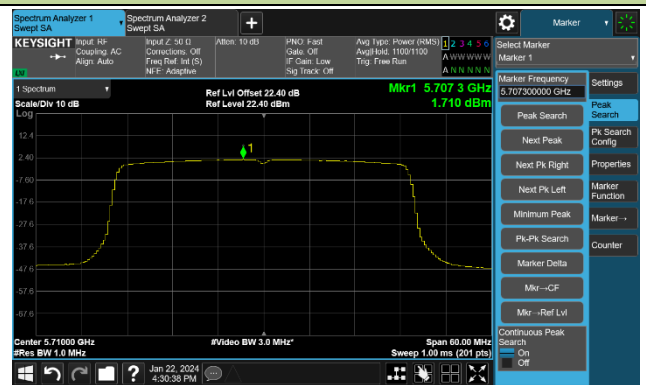 Spectrum Analyzer 1
Swept SA
Spectrum Analyzer 2
Swept SA
+
Marker
KEYSIGHT
Input: RF
Coupling: AC
Align: Auto
Input Z: 50 Ω
Corrections: Off
Freq Ref: Int (S)
NFE: Adaptive
Atten: 10 dB
PNO: Fast
Gate: Off
IF Gain: Low
Sig Track: Off
Avg Type: Power (RMS)
Avg|Hold: 1100/1100
Trig: Free Run
1 2 3 4 5 6
A W W W W W
A N N N N N
Select Marker
Marker 1
1 Spectrum
Scale/Div 10 dB
Log
Ref Lvl Offset 22.40 dB
Ref Level 22.40 dBm
Mkr1 5.707 3 GHz
1.710 dBm
12.4
2.40
-7.60
-17.6
-27.6
-37.6
-47.6
-57.6
-67.6
1
Center 5.71000 GHz
#Res BW 1.0 MHz
#Video BW 3.0 MHz*
Span 60.00 MHz
Sweep 1.00 ms (201 pts)
Marker Frequency
5.707300000 GHz
Peak Search
Next Peak
Next Pk Right
Next Pk Left
Minimum Peak
Pk-Pk Search
Marker Delta
Mkr→CF
Mkr→Ref Lvl
Continuous Peak
Search
On
Off
Settings
Peak
Search
Pk Search
Config
Properties
Marker
Function
Marker→
Counter
?
Jan 22, 2024
4:30:38 PM